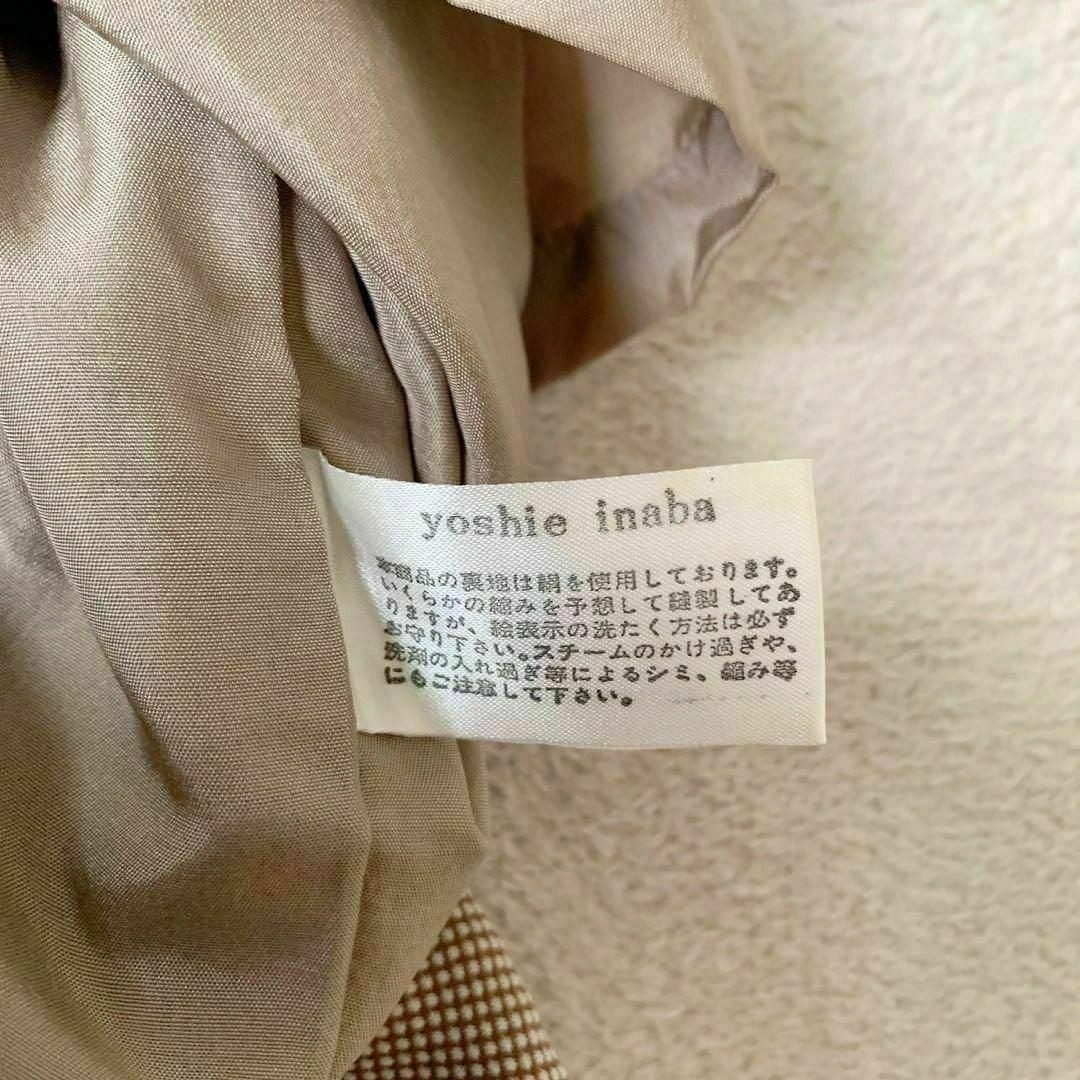 yoshie inaba
本商品の裏地は絹を使用しております。
いくらかの縮みを予想して縫製してあ
りますが、絵表示の洗たく方法は必ず
お守り下さい。スチームのかけ過ぎや、
洗剤の入れ過ぎ等によるシミ、縮み等
にもご注意して下さい。